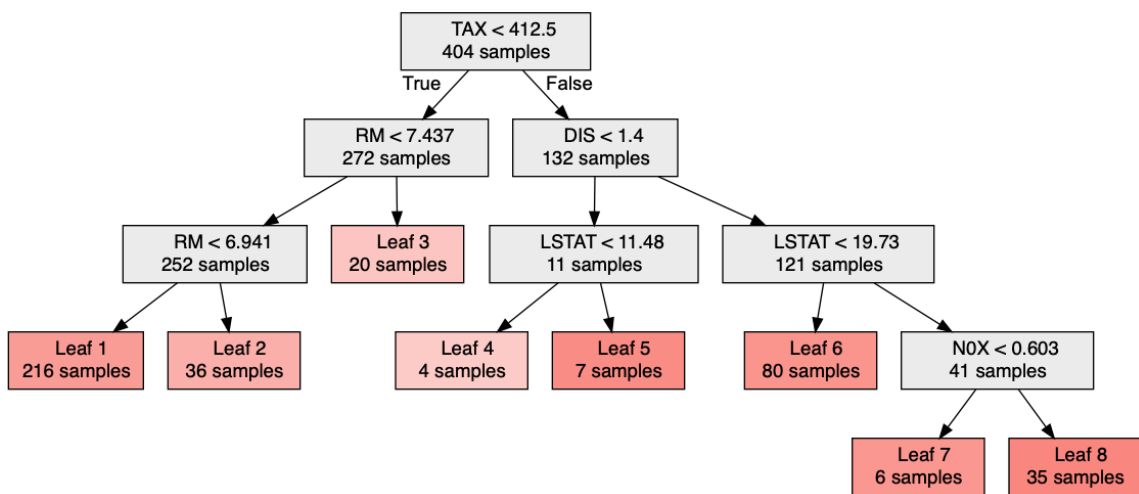 TAX < 412.5
404 samples
True
False
RM < 7.437
272 samples
DIS < 1.4
132 samples
RM < 6.941
252 samples
Leaf 3
20 samples
LSTAT < 11.48
11 samples
LSTAT < 19.73
121 samples
Leaf 1
216 samples
Leaf 2
36 samples
Leaf 4
4 samples
Leaf 5
7 samples
Leaf 6
80 samples
N0X < 0.603
41 samples
Leaf 7
6 samples
Leaf 8
35 samples